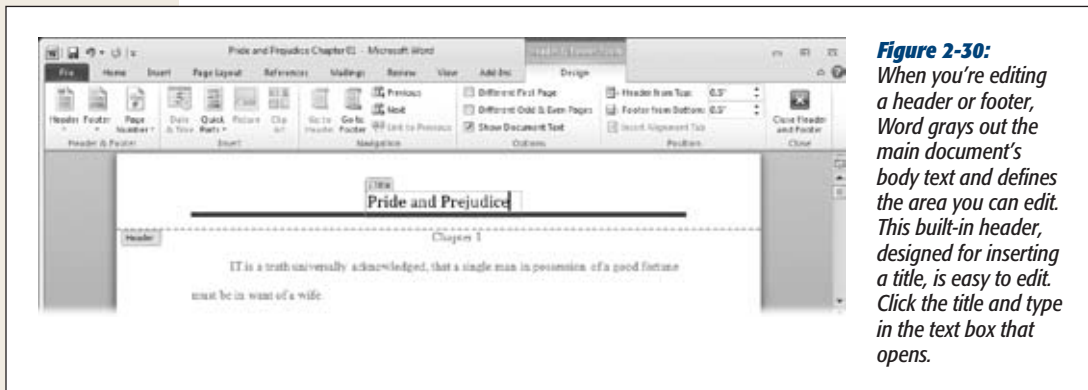 Pride and Prejudice Chapter 01 - Microsoft Word
File Home Insert Page Layout References Mailings Review View Add-Ins Design
Header Footer Page Number Date & Time Quick Parts Picture Clip Art Go to Header Go to Footer Previous Next Link to Previous
Different First Page Different Odd & Even Pages Show Document Text
Header from Top: 0.5" Footer from Bottom: 0.5" Insert Alignment Tab
Close Header and Footer
Header & Footer Insert Navigation Options Position Close
Title
Pride and Prejudice
Header
Chapter 1
IT is a truth universally acknowledged, that a single man in possession of a good fortune
must be in want of a wife.
Figure 2-30:
When you're editing
a header or footer,
Word grays out the
main document's
body text and defines
the area you can edit.
This built-in header,
designed for inserting
a title, is easy to edit.
Click the title and type
in the text box that
opens.